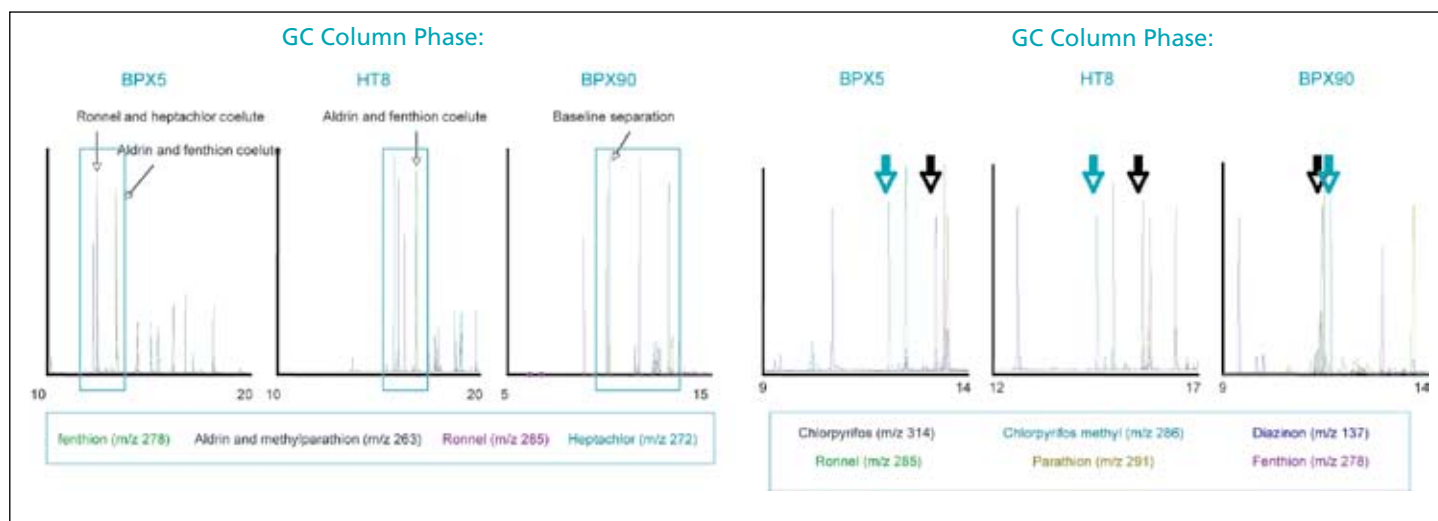 GC Column Phase:
BPX5 HT8 BPX90
Ronnel and heptachlor coelute
Aldrin and fenthion coelute
Aldrin and fenthion coelute
Baseline separation
10 20
10 20
5 15
fenthion (m/z 278) Aldrin and methylparathion (m/z 263) Ronnel (m/z 285) Heptachlor (m/z 272)
GC Column Phase:
BPX5 HT8 BPX90
9 14
12 17
9 14
Chlorpyrifos (m/z 314) Chlorpyrifos methyl (m/z 286) Diazinon (m/z 137)
Ronnel (m/z 285) Parathion (m/z 291) Fenthion (m/z 278)